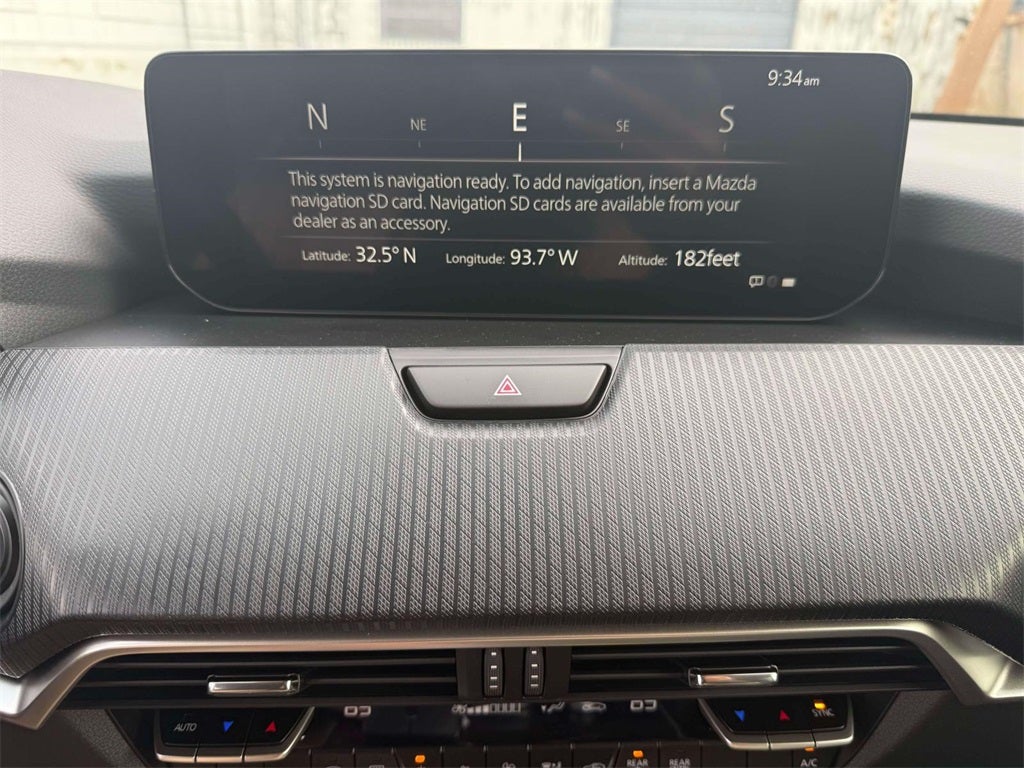 9:34am
N NE E SE S
This system is navigation ready. To add navigation, insert a Mazda
navigation SD card. Navigation SD cards are available from your
dealer as an accessory.
Latitude: 32.5° N Longitude: 93.7° W Altitude: 182feet
AUTO
SYNC
REAR
REAR
A/C